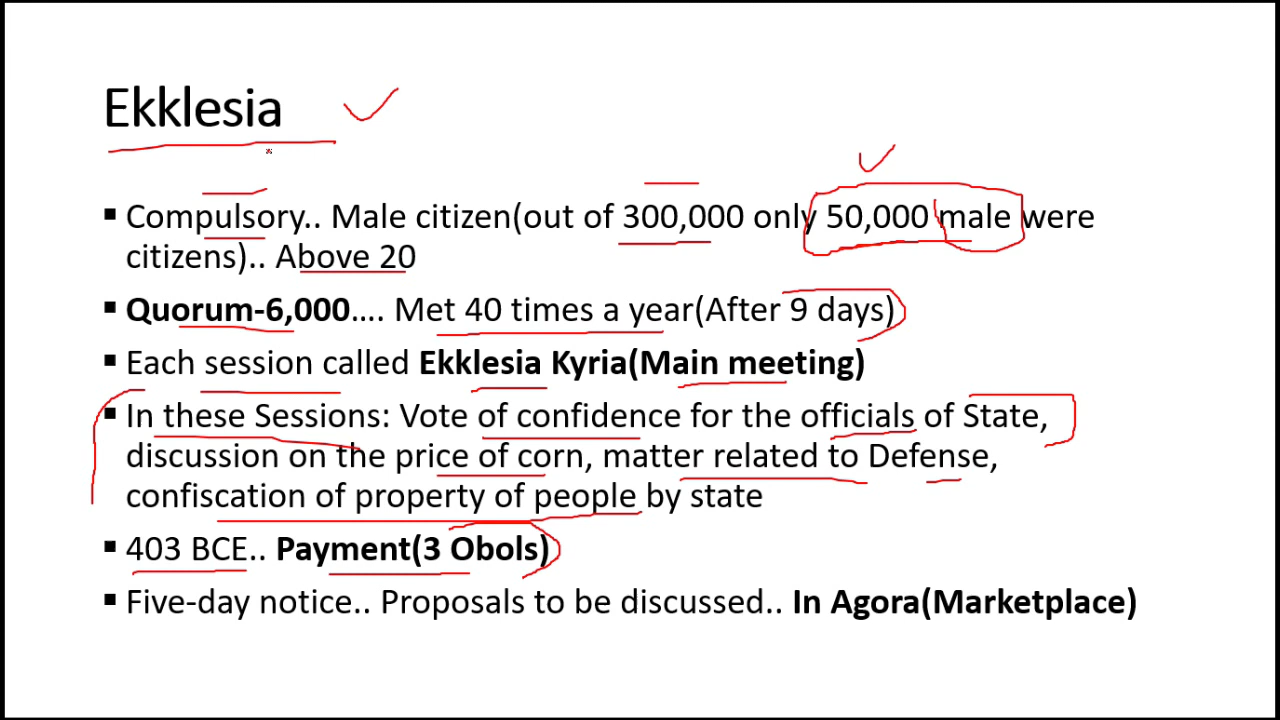 Ekklesia
▪ Compulsory.. Male citizen(out of 300,000 only 50,000 male were
citizens).. Above 20
▪ Quorum-6,000.... Met 40 times a year(After 9 days)
▪ Each session called Ekklesia Kyria(Main meeting)
▪ In these Sessions: Vote of confidence for the officials of State,
discussion on the price of corn, matter related to Defense,
confiscation of property of people by state
▪ 403 BCE.. Payment(3 Obols)
▪ Five-day notice.. Proposals to be discussed.. In Agora(Marketplace)